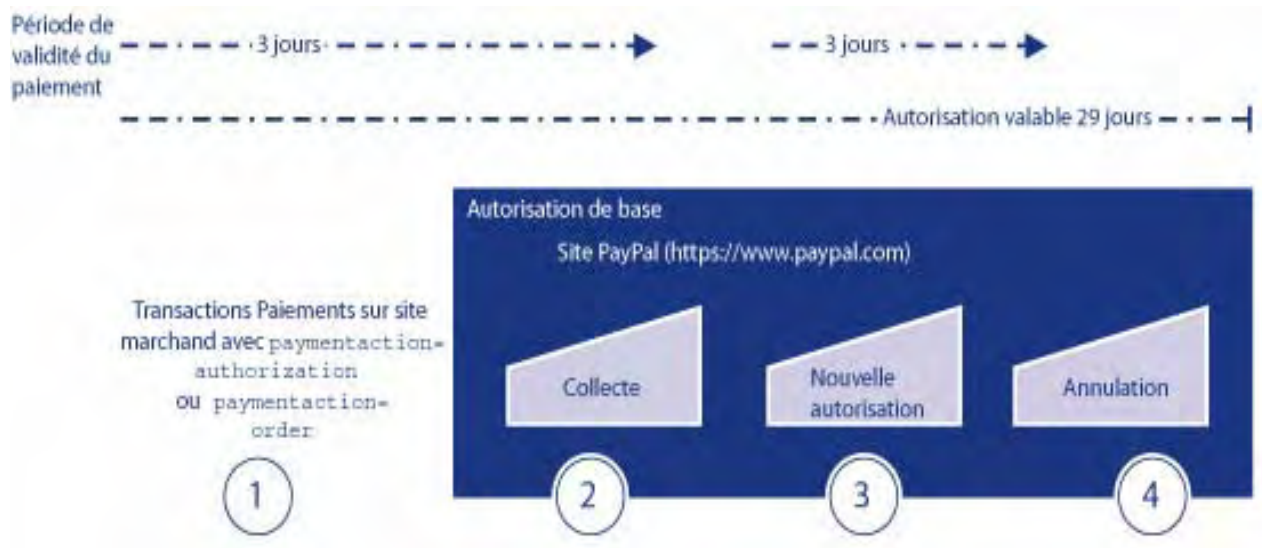 Période de
validité du
paiement
3 jours
3 jours
Autorisation valable 29 jours
Autorisation de base
Site PayPal (https://www.paypal.com)
Transactions Paiements sur site
marchand avec paymentaction=
authorization
ou paymentaction=
order
Collecte
Nouvelle
autorisation
Annulation
1
2
3
4